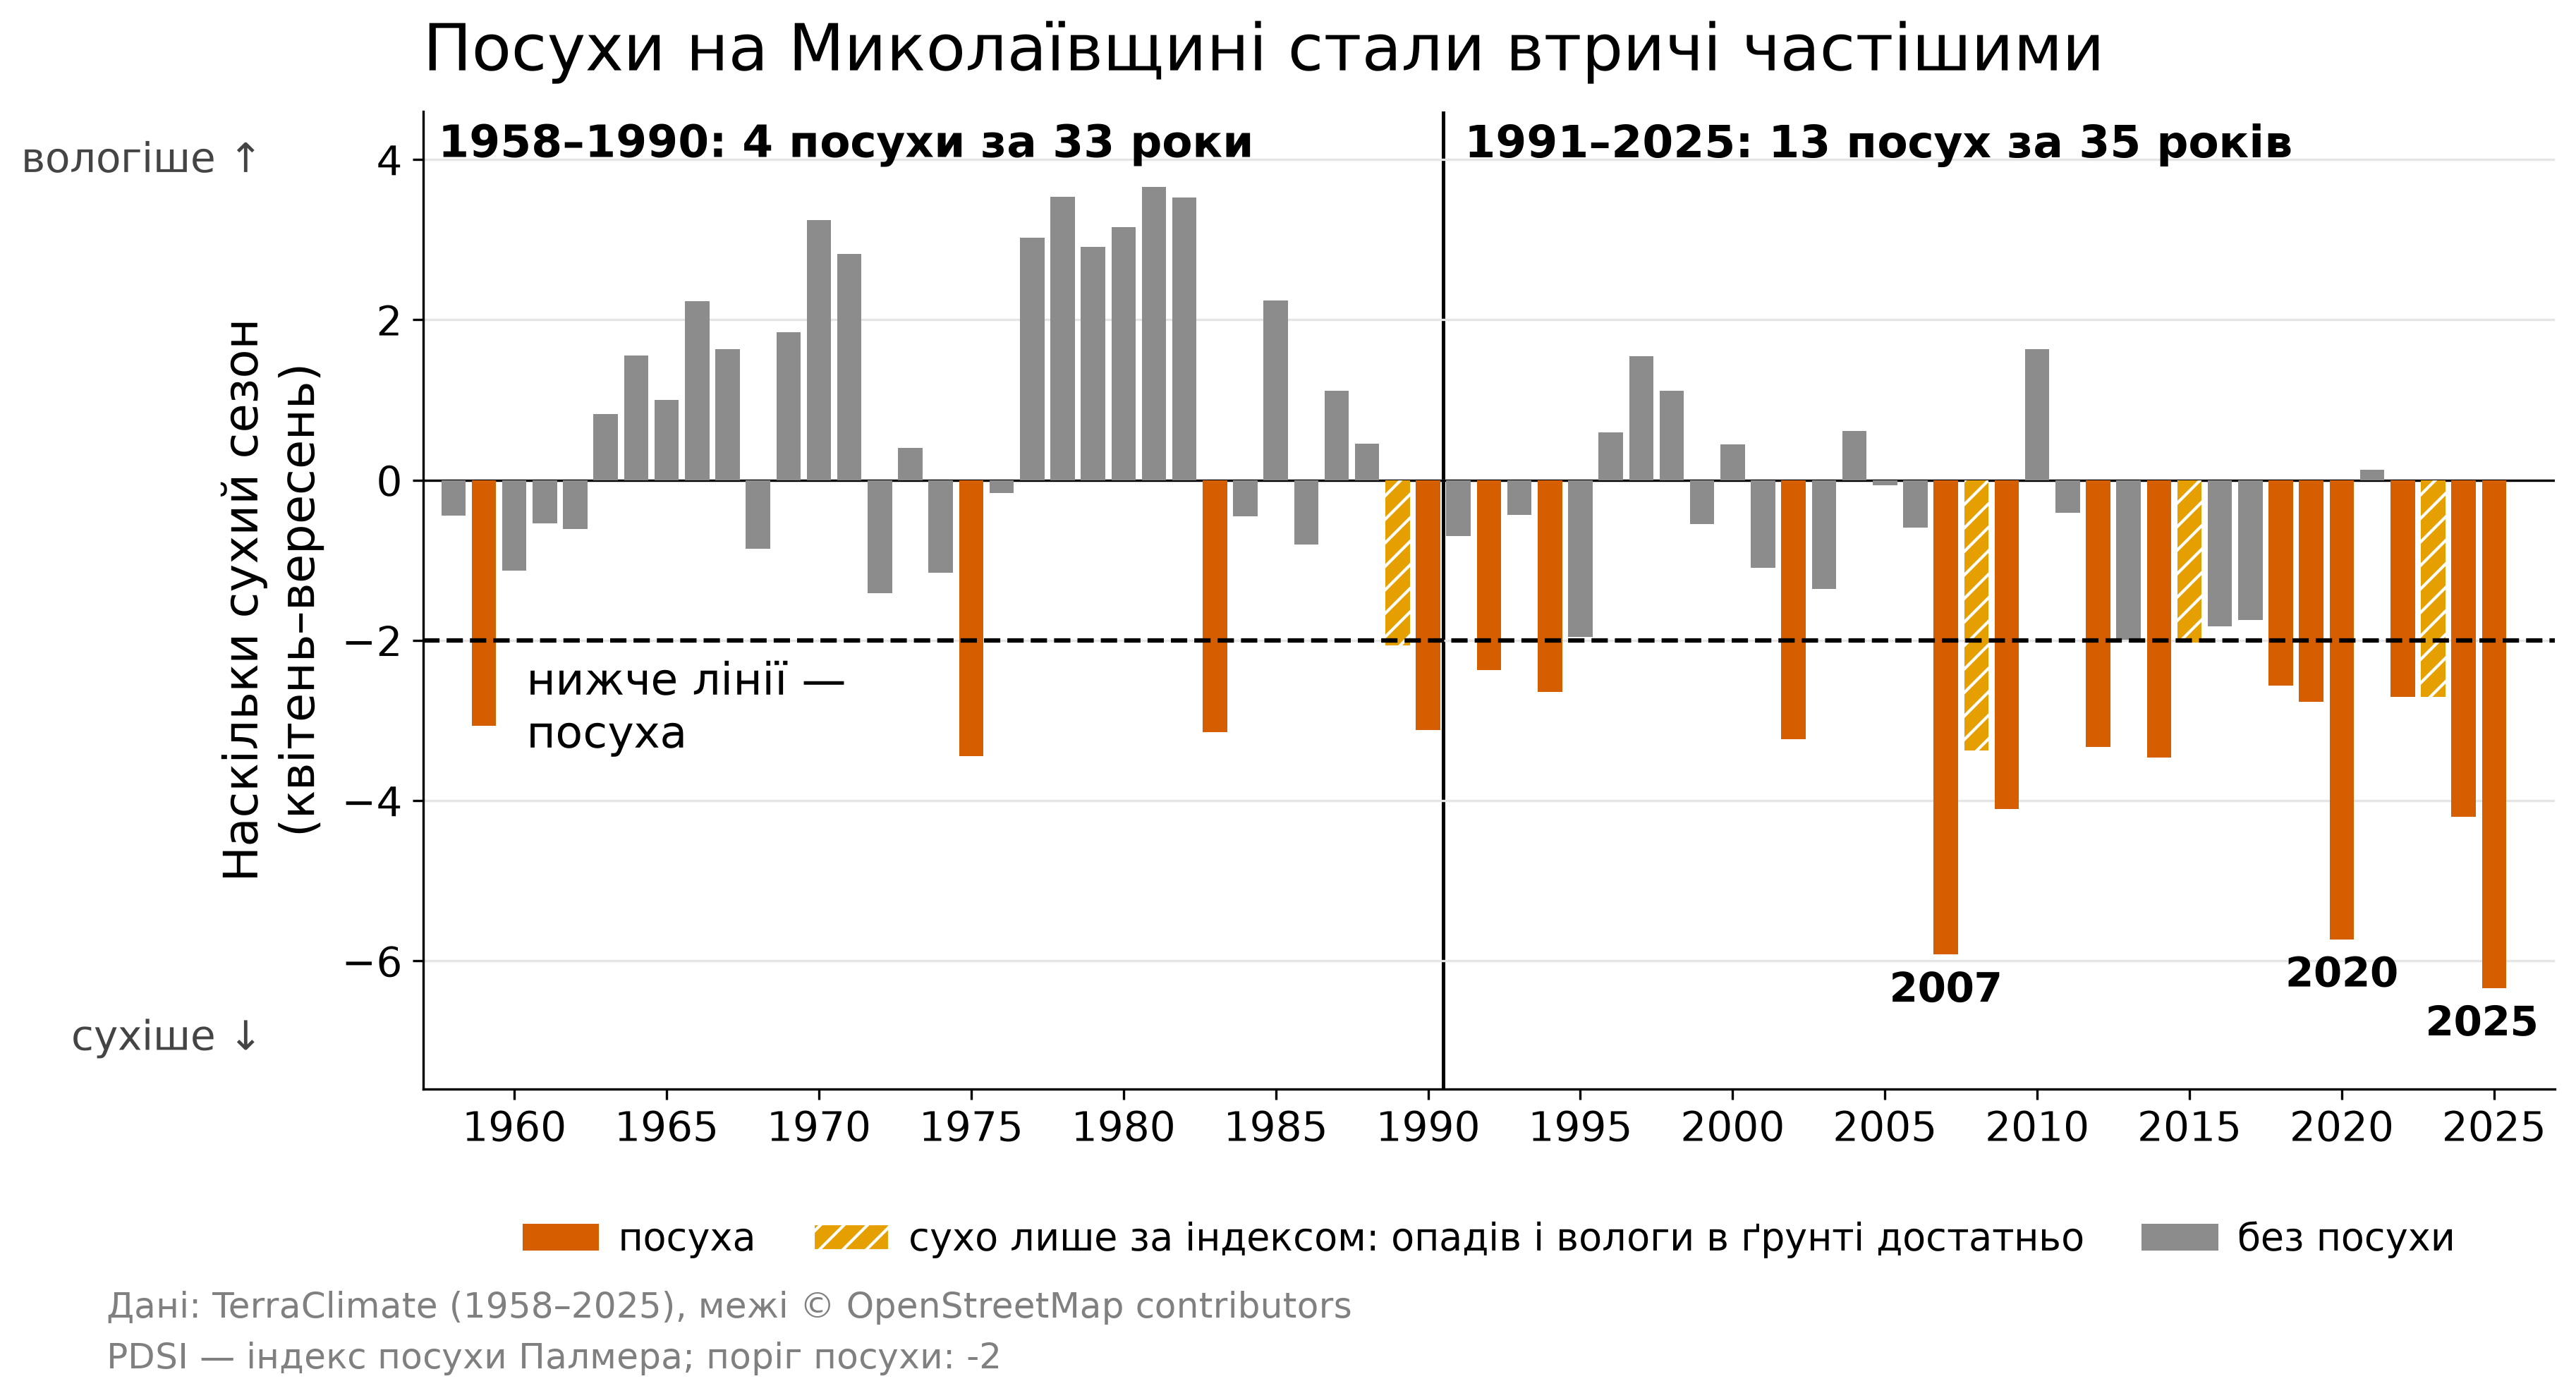 Посухи на Миколаївщині стали втричі частішими
1958–1990: 4 посухи за 33 роки
1991–2025: 13 посух за 35 років
вологіше ↑
сухіше ↓
Наскільки сухий сезон
(квітень–вересень)
4
2
0
−2
−4
−6
нижче лінії —
посуха
2007
2020
2025
1960 1965 1970 1975 1980 1985 1990 1995 2000 2005 2010 2015 2020 2025
посуха
сухо лише за індексом: опадів і вологи в ґрунті достатньо
без посухи
Дані: TerraClimate (1958–2025), межі © OpenStreetMap contributors
PDSI — індекс посухи Палмера; поріг посухи: -2